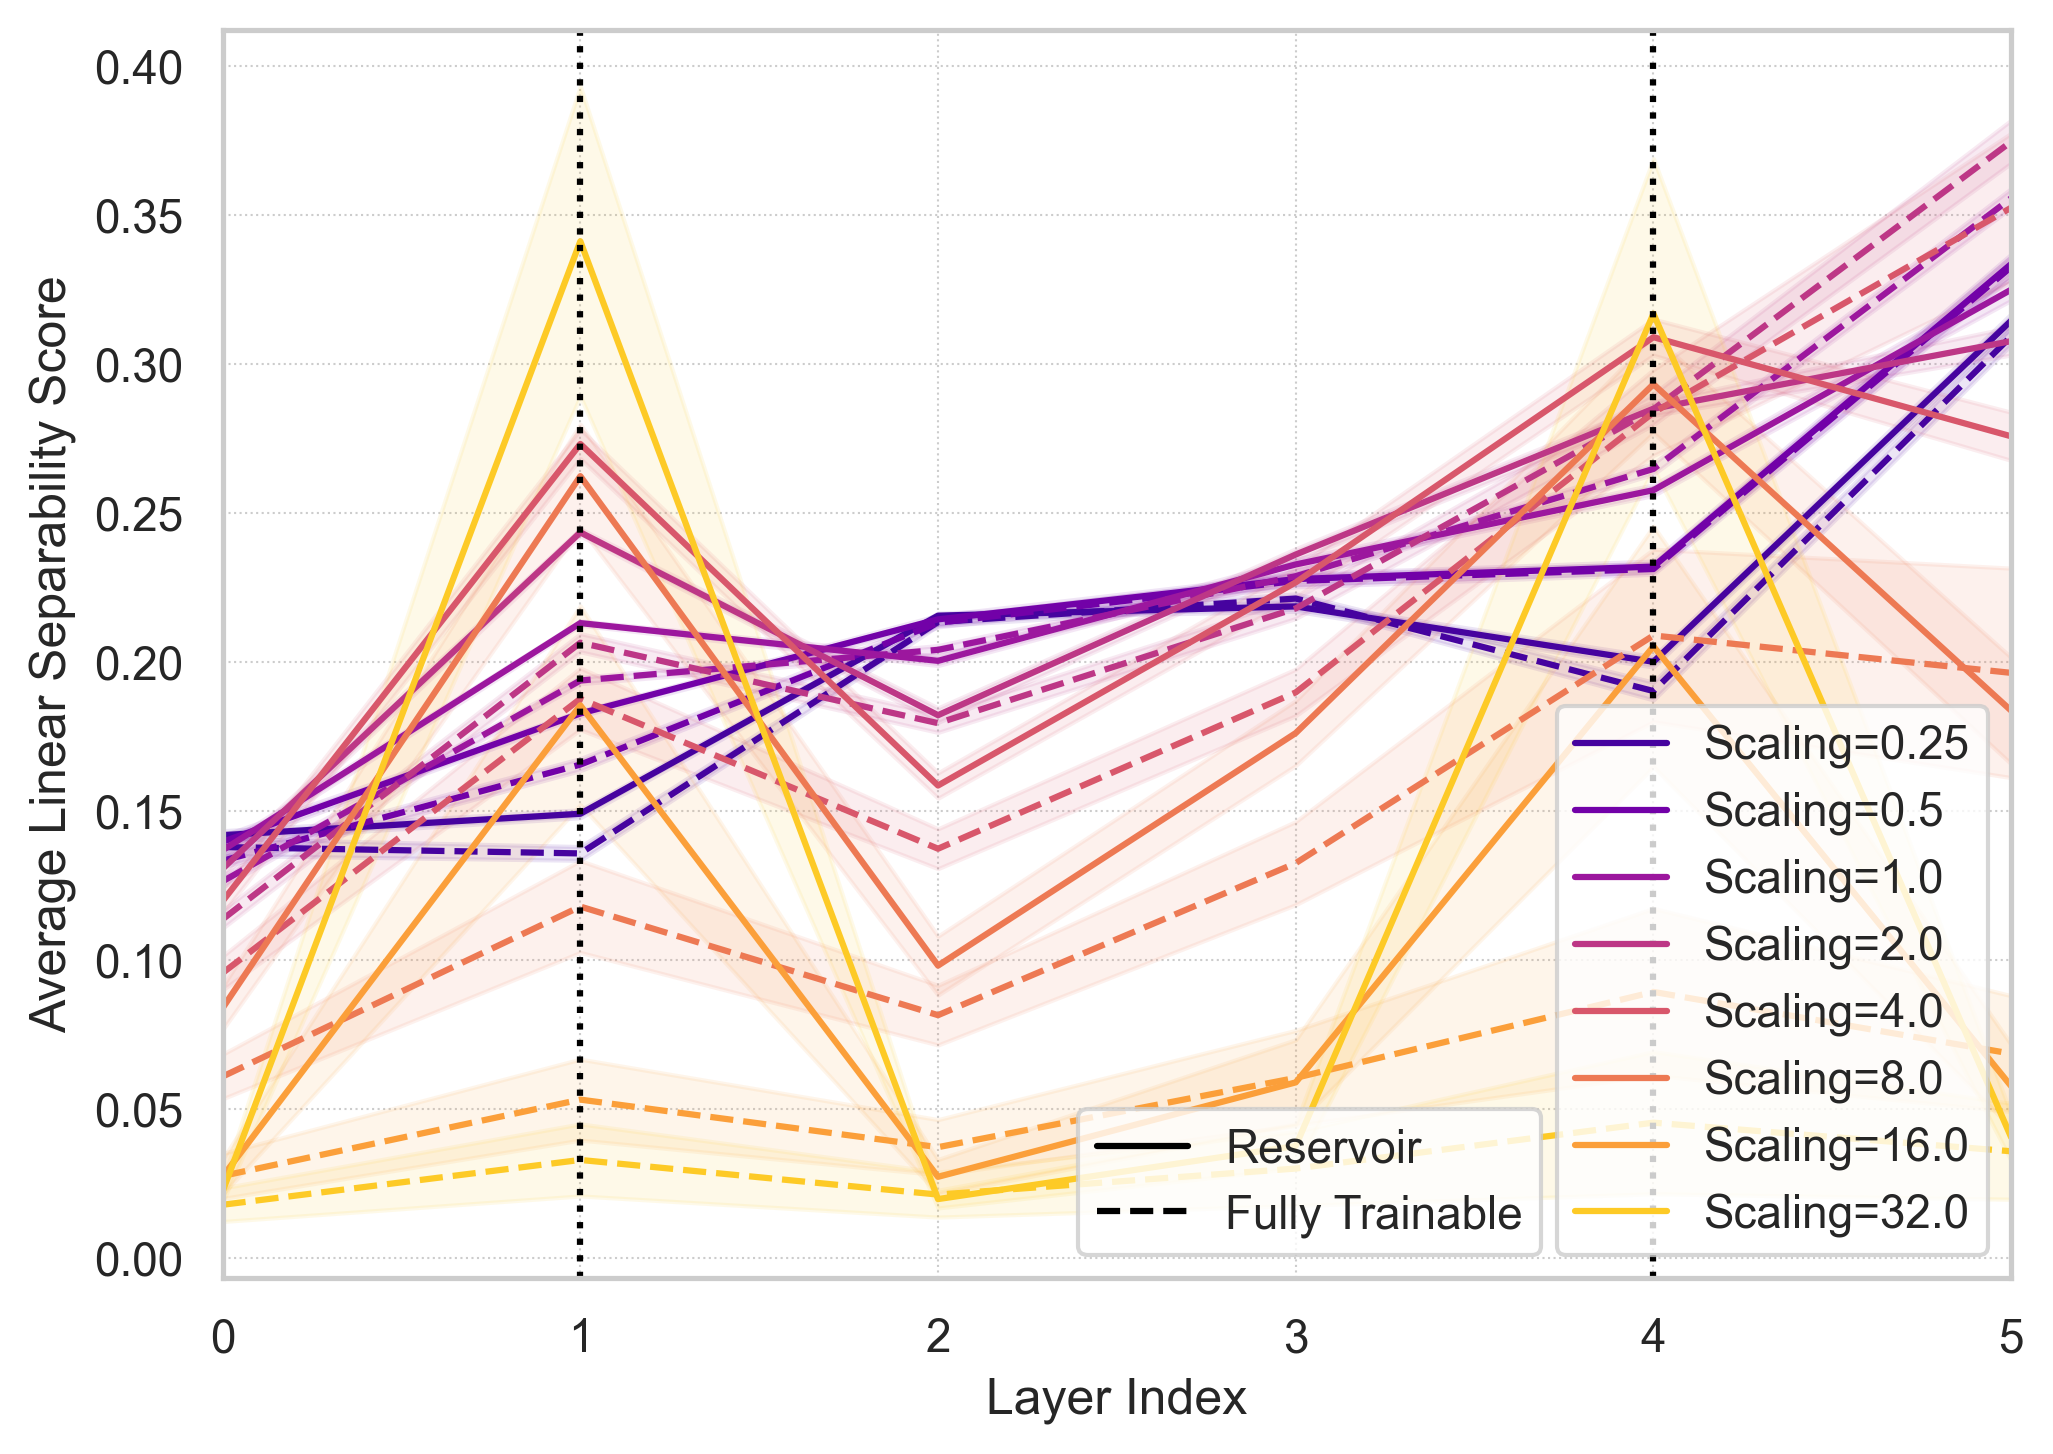 0.40
0.35
0.30
0.25
0.20
0.15
0.10
0.05
0.00
Average Linear Separability Score
0 1 2 3 4 5
Layer Index
Reservoir
Fully Trainable
Scaling=0.25
Scaling=0.5
Scaling=1.0
Scaling=2.0
Scaling=4.0
Scaling=8.0
Scaling=16.0
Scaling=32.0